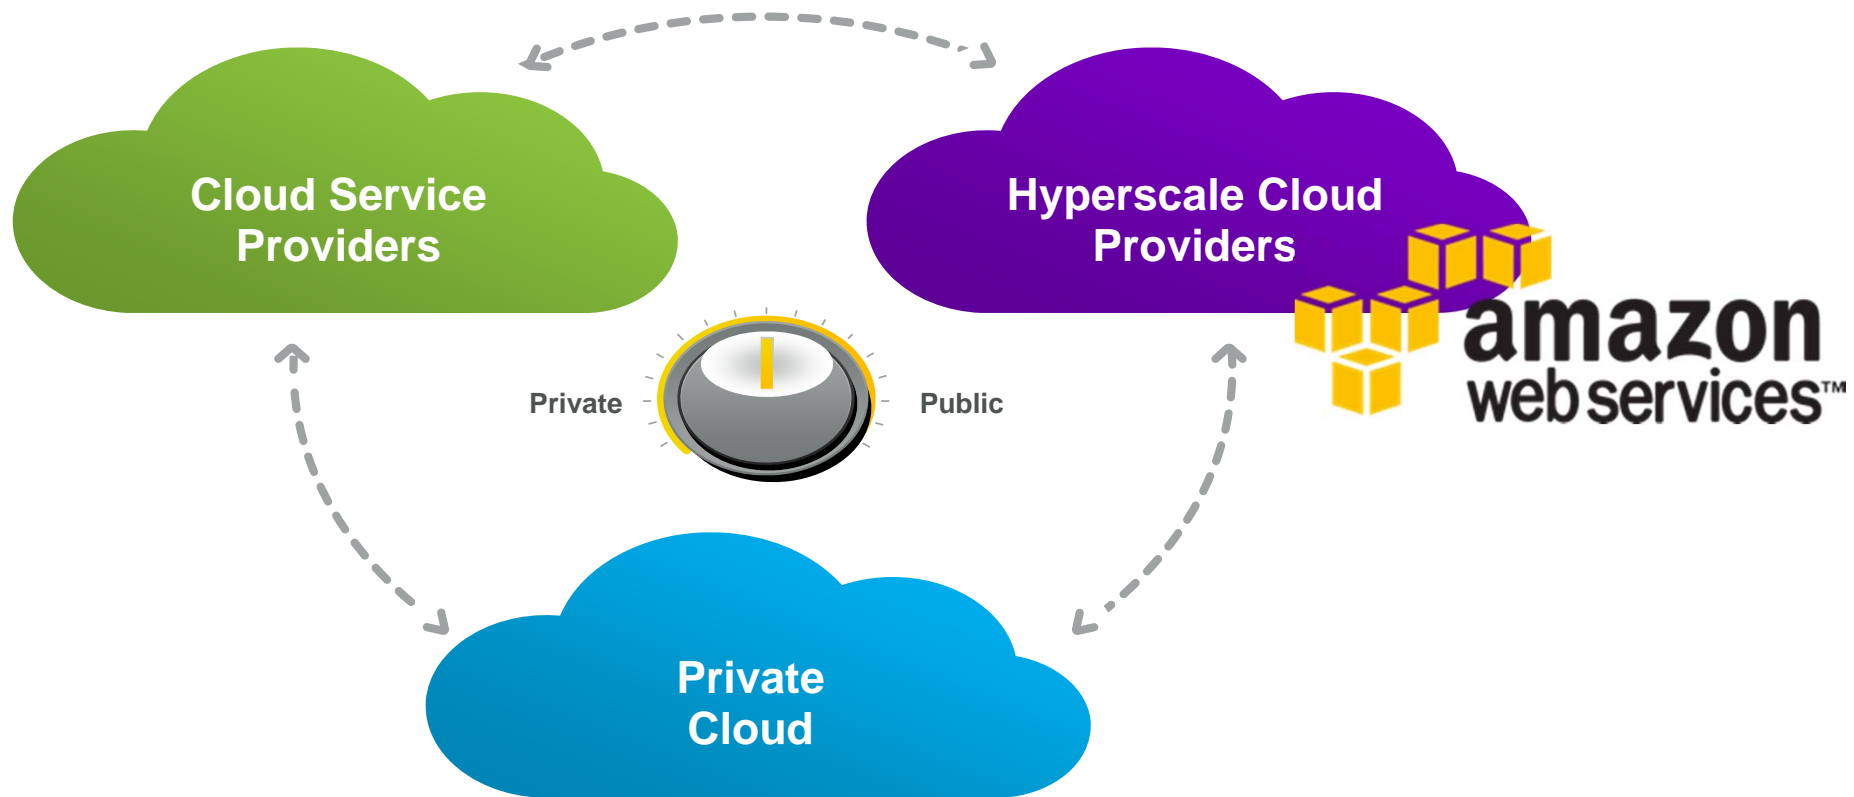 Cloud Service
Providers
Hyperscale Cloud
Providers
amazon
web services™
Private
Public
Private
Cloud